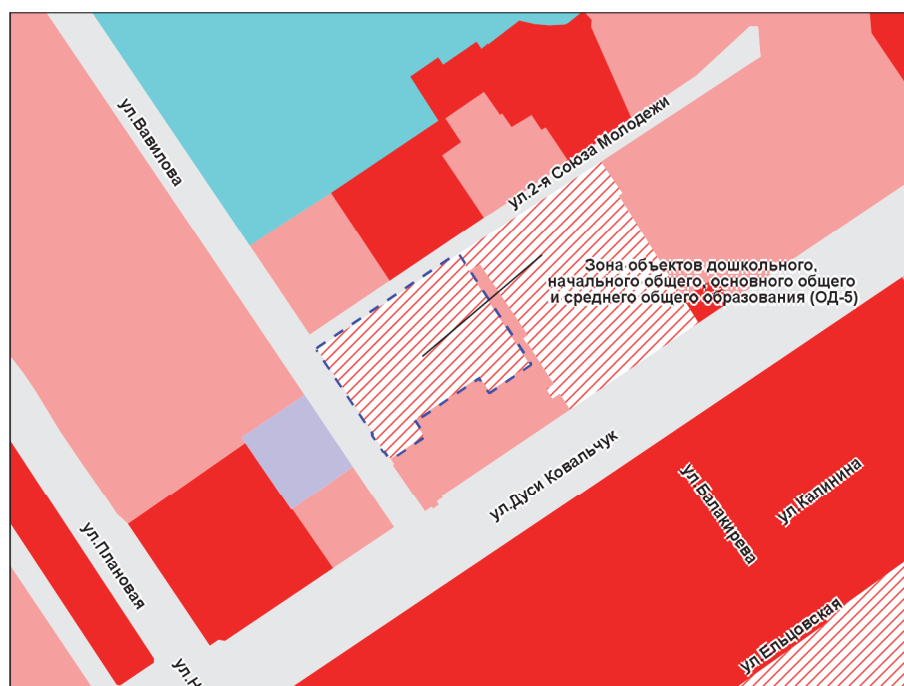 ул.Вавилова
ул.2-я Союза Молодежи
Зона объектов дошкольного,
начального общего, основного общего
и среднего общего образования (ОД-5)
ул.Дуси Ковальчук
ул.Балакирева
ул.Калинина
ул.Плановая
ул.Ельцовская